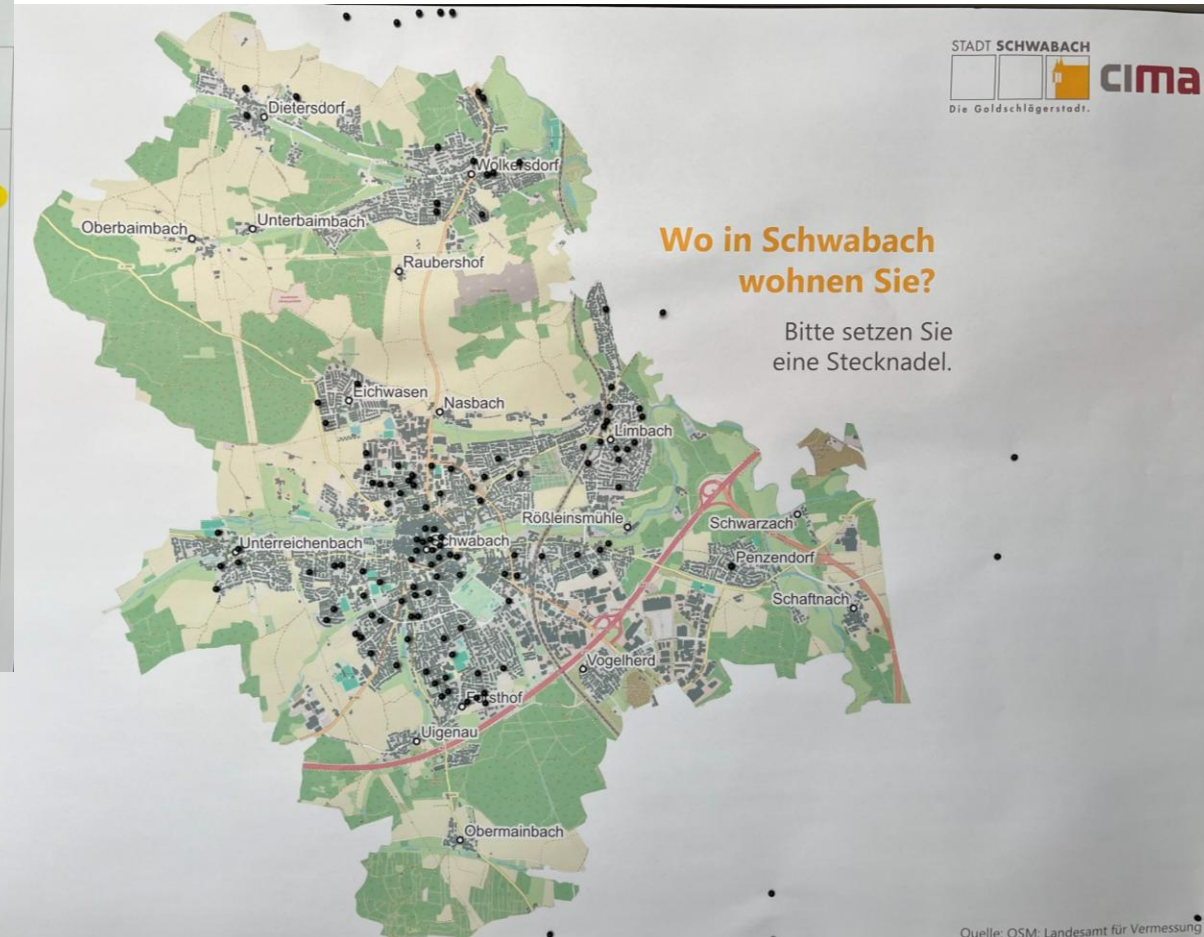 STADT SCHWABACH
cima
Die Goldschlägerstadt.
Dietersdorf
Wolkersdorf
Unterbaimbach
Oberbaimbach
Raubershof
Wo in Schwabach
wohnen Sie?
Bitte setzen Sie
eine Stecknadel.
Eichwasen
Nasbach
Limbach
Rößleinsmühle
Schwarzach
Unterreichenbach
Schwabach
Penzendorf
Schaftnach
Vogelherd
Forsthof
Uigenau
Obermainbach
Quelle: OSM; Landesamt für Vermessung